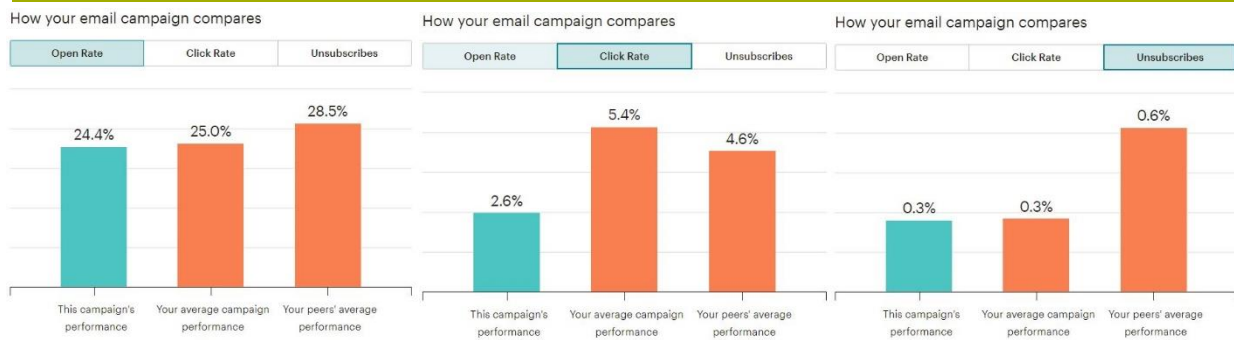 How your email campaign compares
Open Rate Click Rate Unsubscribes
28.5%
24.4% 25.0%
This campaign's Your average campaign Your peers' average
performance performance performance
How your email campaign compares
Open Rate Click Rate Unsubscribes
5.4%
4.6%
2.6%
This campaign's Your average campaign Your peers' average
performance performance performance
How your email campaign compares
Open Rate Click Rate Unsubscribes
0.6%
0.3% 0.3%
This campaign's Your average campaign Your peers' average
performance performance performance